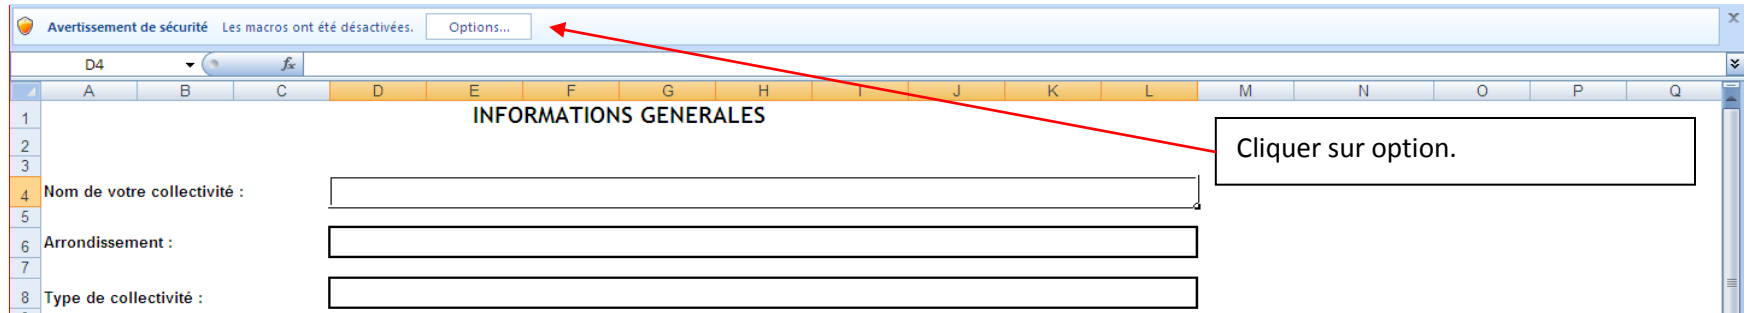 Avertissement de sécurité Les macros ont été désactivées. Options...
D4 fx
A B C D E F G H I J K L M N O P Q
1 INFORMATIONS GENERALES
2
Cliquer sur option.
3
4 Nom de votre collectivité :
5
6 Arrondissement :
7
8 Type de collectivité :